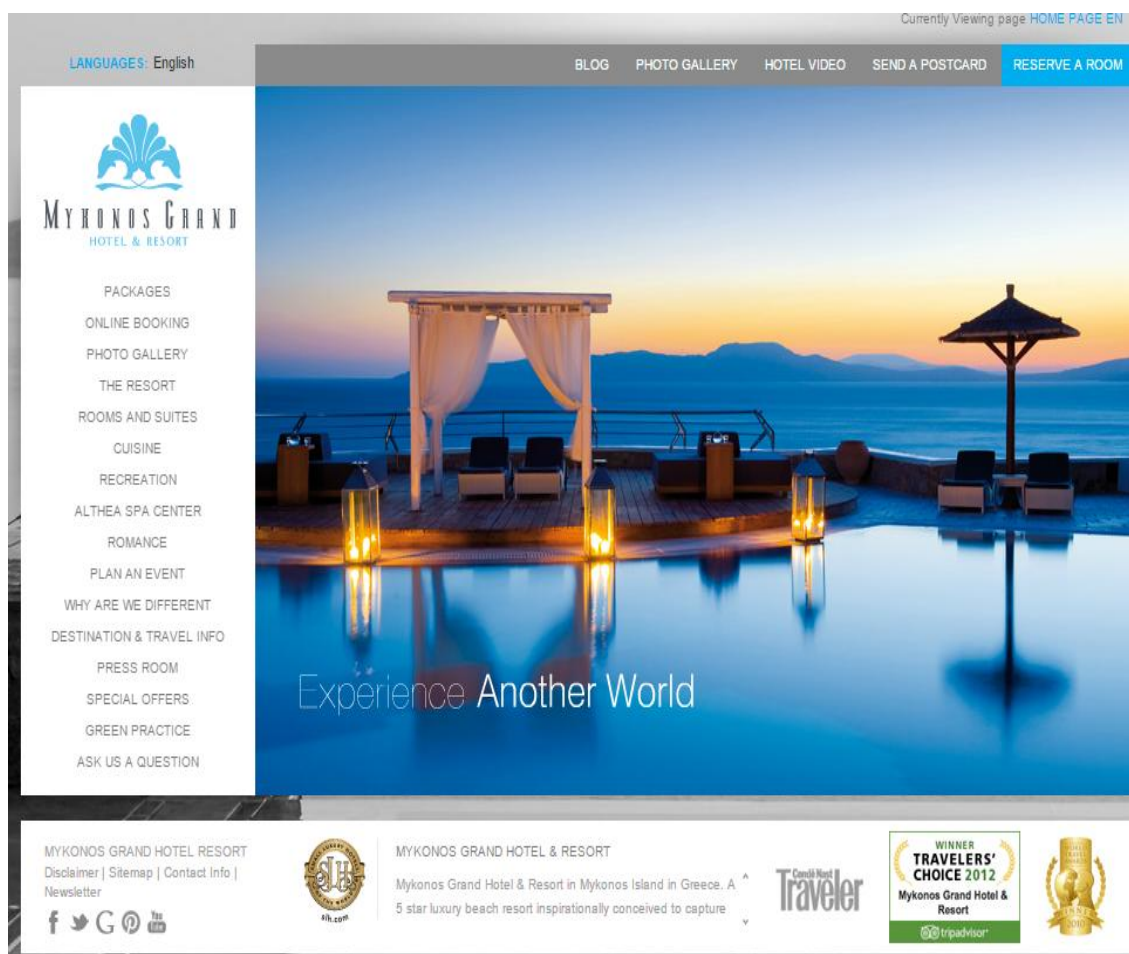 Currently Viewing page HOME PAGE EN
LANGUAGES: English
BLOG PHOTO GALLERY HOTEL VIDEO SEND A POSTCARD RESERVE A ROOM
MYKONOS GRAND
HOTEL & RESORT
PACKAGES
ONLINE BOOKING
PHOTO GALLERY
THE RESORT
ROOMS AND SUITES
CUISINE
RECREATION
ALTHEA SPA CENTER
ROMANCE
PLAN AN EVENT
WHY ARE WE DIFFERENT
DESTINATION & TRAVEL INFO
PRESS ROOM
SPECIAL OFFERS
GREEN PRACTICE
ASK US A QUESTION
Experience Another World
MYKONOS GRAND HOTEL RESORT
Disclaimer | Sitemap | Contact Info |
Newsletter
You
Tube
SLH
slh.com
MYKONOS GRAND HOTEL & RESORT
Mykonos Grand Hotel & Resort in Mykonos Island in Greece. A
5 star luxury beach resort inspirationally conceived to capture
Condé Nast
Traveler
WINNER
TRAVELERS'
CHOICE 2012
Mykonos Grand Hotel &
Resort
tripadvisor
WINNER
2010